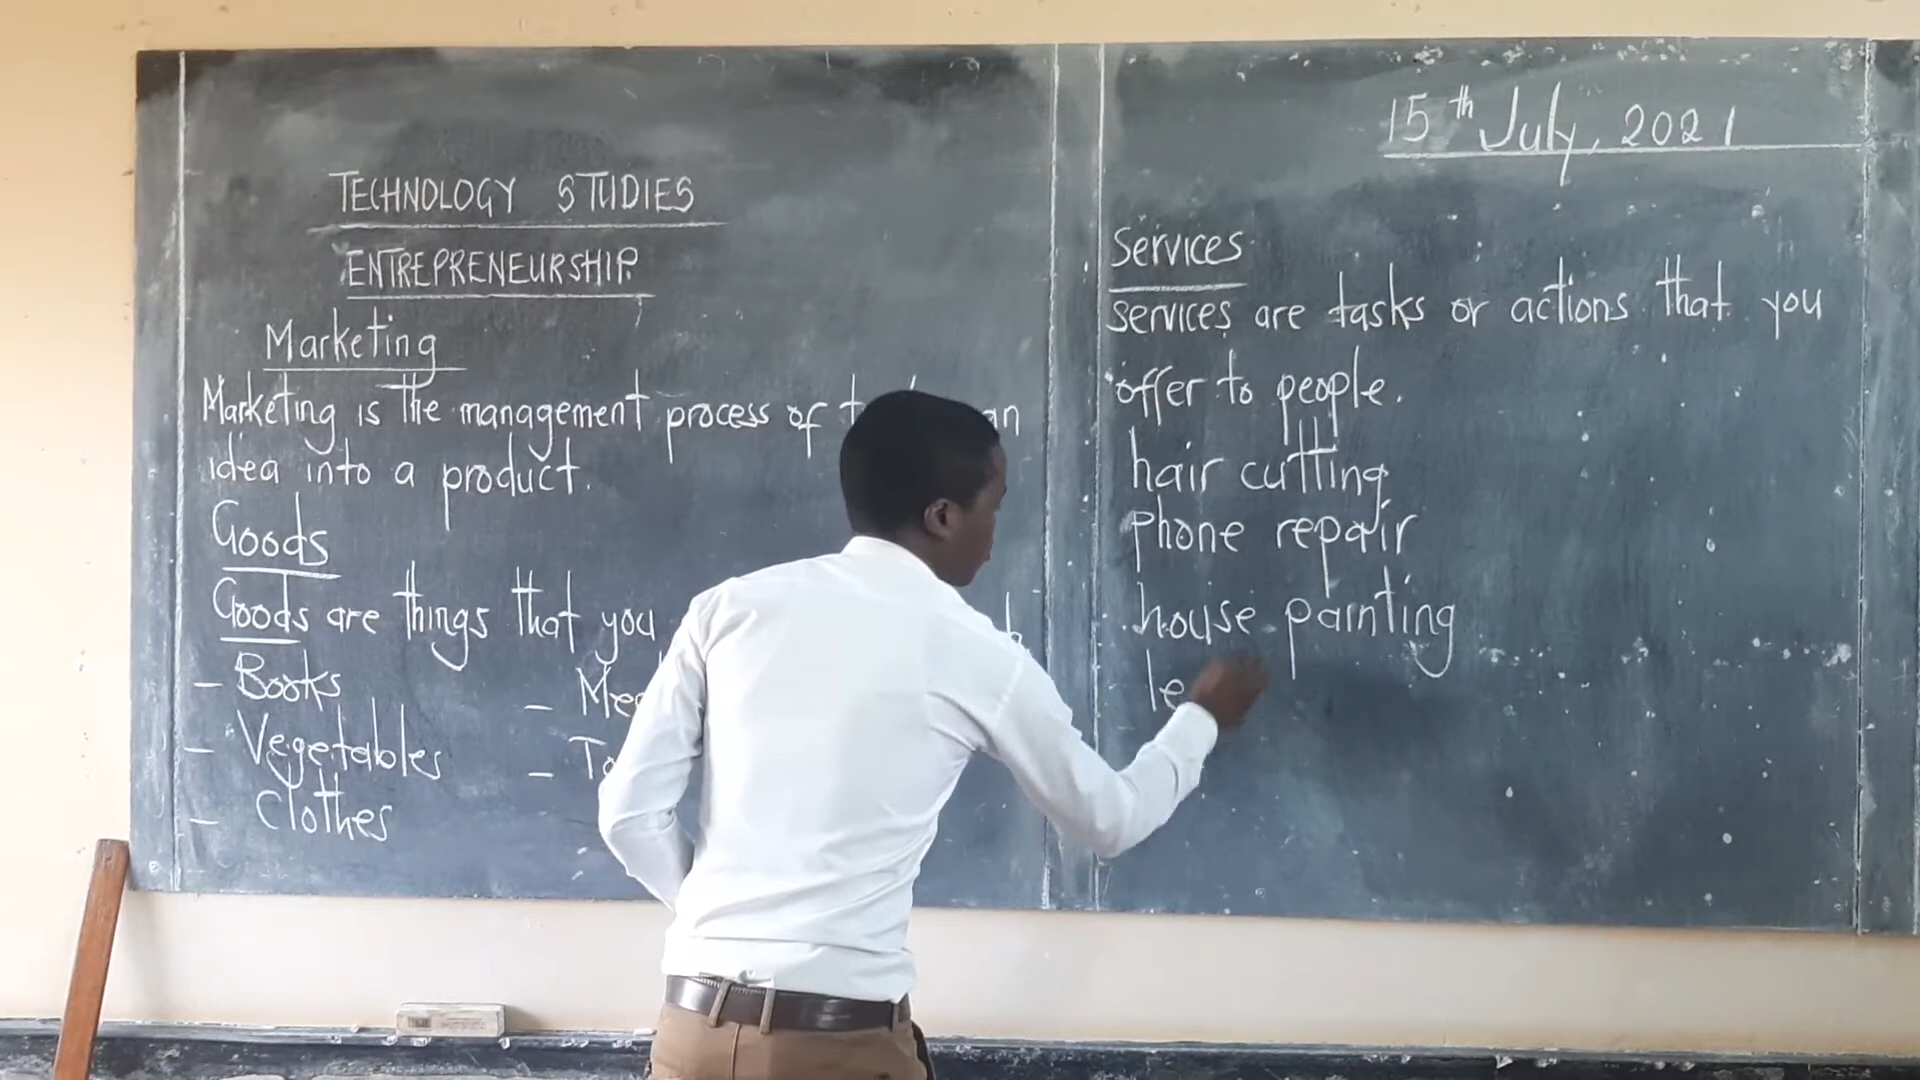 TECHNOLOGY STUDIES
ENTREPRENEURSHIP
Marketing
Marketing is the management process of an
idea into a product.
Goods
Goods are things that you
- Books
- Vegetables
- Clothes
15th July, 2021
Services
Services are tasks or actions that you
offer to people.
hair cutting
phone repair
house painting
le